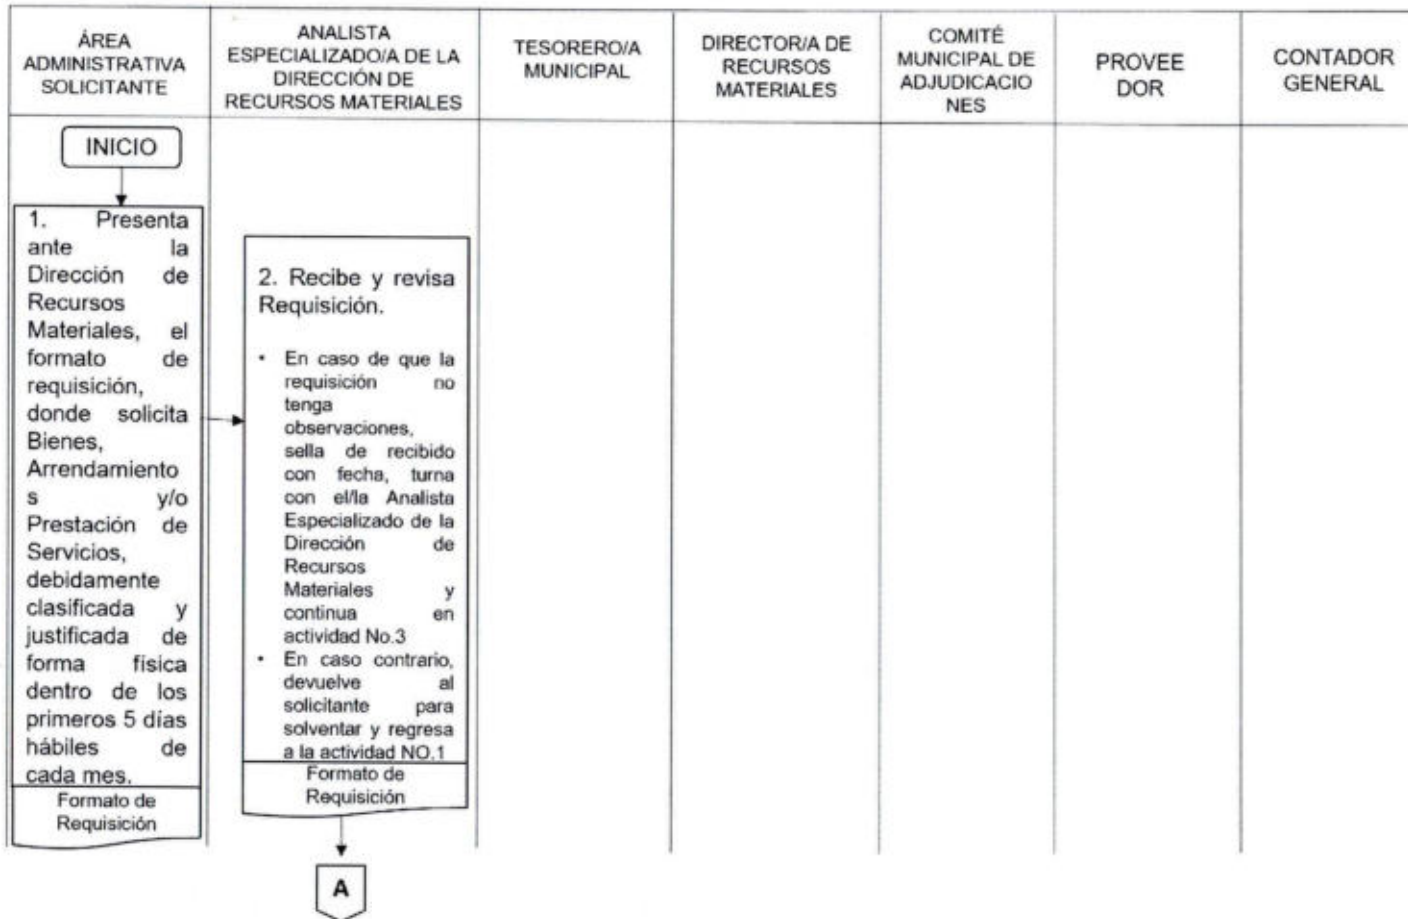 ÁREA
ADMINISTRATIVA
SOLICITANTE
ANALISTA
ESPECIALIZADO/A DE LA
DIRECCIÓN DE
RECURSOS MATERIALES
TESORERO/A
MUNICIPAL
DIRECTOR/A DE
RECURSOS
MATERIALES
COMITÉ
MUNICIPAL DE
ADJUDICACIO
NES
PROVEE
DOR
CONTADOR
GENERAL
INICIO
1. Presenta
ante la
Dirección de
Recursos
Materiales, el
formato de
requisición,
donde solicita
Bienes,
Arrendamiento
s y/o
Prestación de
Servicios,
debidamente
clasificada y
justificada de
forma física
dentro de los
primeros 5 días
hábiles de
cada mes.
Formato de
Requisición
2. Recibe y revisa
Requisición.
• En caso de que la
requisición no
tenga
observaciones,
sella de recibido
con fecha, turna
con el/la Analista
Especializado de la
Dirección de
Recursos
Materiales y
continua en
actividad No.3
• En caso contrario,
devuelve al
solicitante para
solventar y regresa
a la actividad NO.1
Formato de
Requisición
A